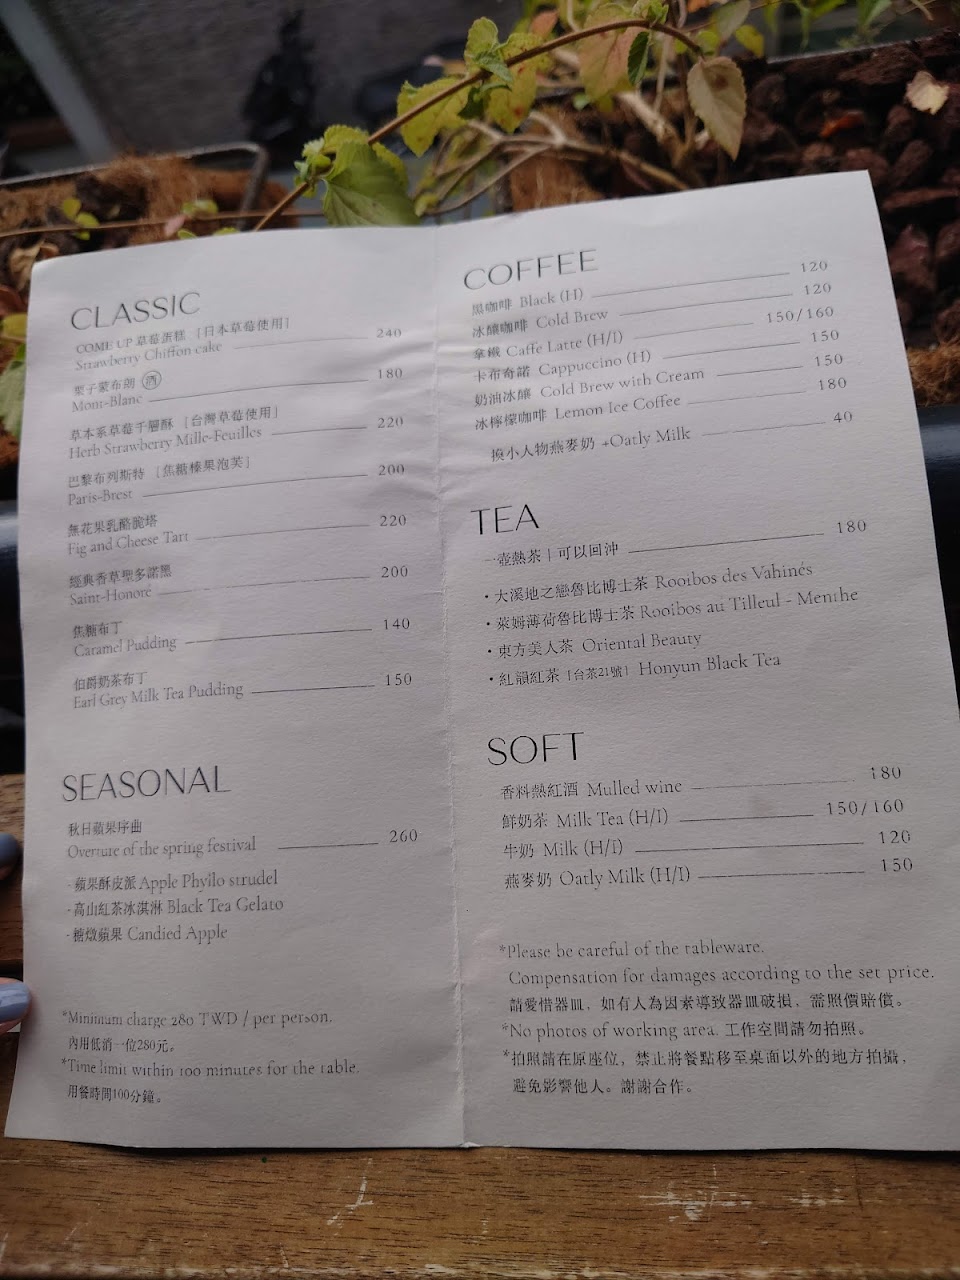 CLASSIC
COME UP 草莓蛋糕 [日本草莓使用]
Strawberry Chiffon cake 240
栗子蒙布朗 酒
Mont-Blanc 180
草本系草莓千層酥 [台灣草莓使用]
Herb Strawberry Mille-Feuilles 220
巴黎布列斯特 [焦糖榛果泡芙]
Paris-Brest 200
無花果乳酪脆塔
Fig and Cheese Tart 220
經典香草聖多諾黑
Saint-Honoré 200
焦糖布丁
Caramel Pudding 140
伯爵奶茶布丁
Earl Grey Milk Tea Pudding 150
SEASONAL
秋日蘋果序曲
Overture of the spring festival 260
-蘋果酥皮派 Apple Phyllo strudel
-高山紅茶冰淇淋 Black Tea Gelato
-糖燉蘋果 Candied Apple
*Minimum charge 280 TWD / per person.
內用低消一位280元。
*Time limit within 100 minutes for the table.
用餐時間100分鐘。
COFFEE
黑咖啡 Black (H) 120
冰釀咖啡 Cold Brew 120
拿鐵 Caffe Latte (H/I) 150/160
卡布奇諾 Cappuccino (H) 150
奶油冰釀 Cold Brew with Cream 150
冰檸檬咖啡 Lemon Ice Coffee 180
換小人物燕麥奶 +Oatly Milk 40
TEA
一壺熱茶 | 可以回沖 180
・大溪地之戀魯比博士茶 Rooibos des Vahinés
・萊姆薄荷魯比博士茶 Rooibos au Tilleul - Menthe
・東方美人茶 Oriental Beauty
・紅韻紅茶 [台茶21號] Honyun Black Tea
SOFT
香料熱紅酒 Mulled wine 180
鮮奶茶 Milk Tea (H/I) 150/160
牛奶 Milk (H/I) 120
燕麥奶 Oatly Milk (H/I) 150
*Please be careful of the tableware.
Compensation for damages according to the set price.
請愛惜器皿，如有人為因素導致器皿破損，需照價賠償。
*No photos of working area. 工作空間請勿拍照。
*拍照請在原座位，禁止將餐點移至桌面以外的地方拍攝，
避免影響他人。謝謝合作。